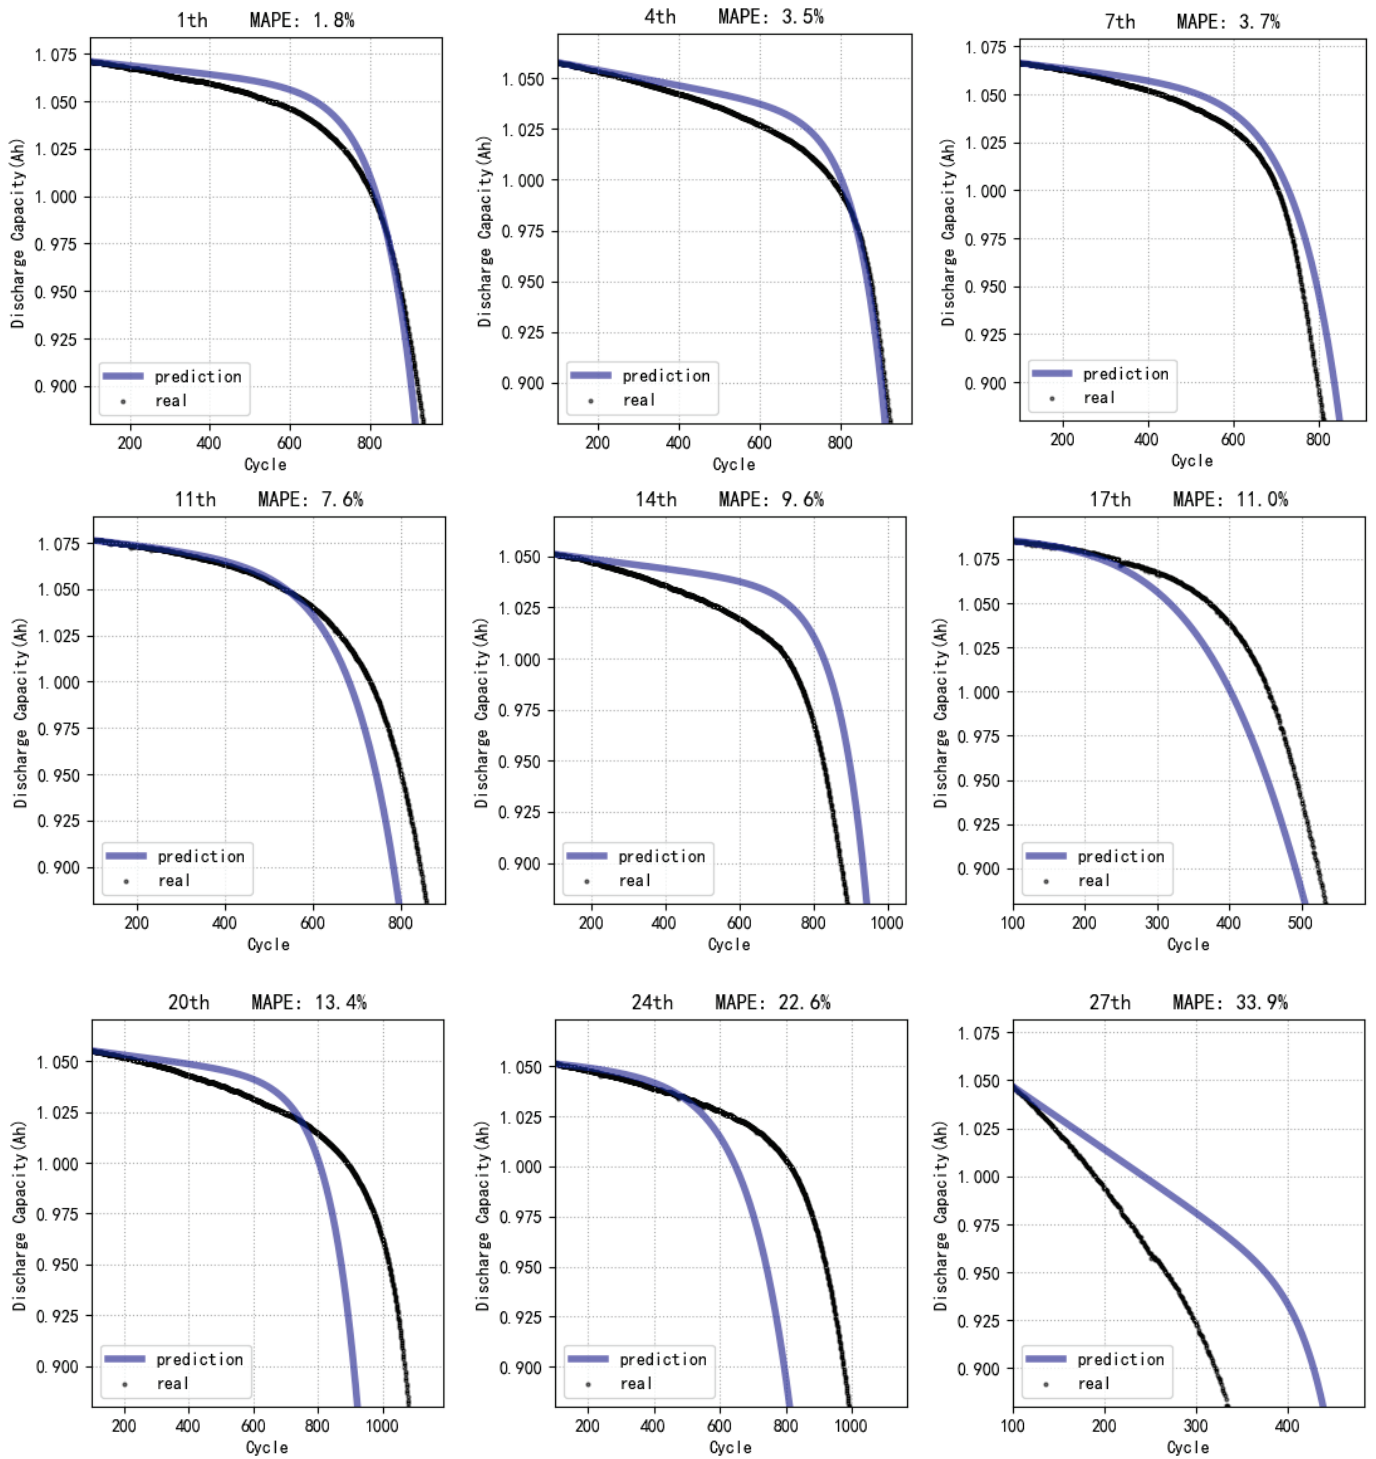 1th MAPE: 1.8%
1.075
1.050
1.025
1.000
0.975
0.950
0.925
0.900
Discharge Capacity(Ah)
prediction
real
200 400 600 800
Cycle
4th MAPE: 3.5%
1.050
1.025
1.000
0.975
0.950
0.925
0.900
Discharge Capacity(Ah)
prediction
real
200 400 600 800
Cycle
7th MAPE: 3.7%
1.075
1.050
1.025
1.000
0.975
0.950
0.925
0.900
Discharge Capacity(Ah)
prediction
real
200 400 600 800
Cycle
11th MAPE: 7.6%
1.075
1.050
1.025
1.000
0.975
0.950
0.925
0.900
Discharge Capacity(Ah)
prediction
real
200 400 600 800
Cycle
14th MAPE: 9.6%
1.050
1.025
1.000
0.975
0.950
0.925
0.900
Discharge Capacity(Ah)
prediction
real
200 400 600 800 1000
Cycle
17th MAPE: 11.0%
1.075
1.050
1.025
1.000
0.975
0.950
0.925
0.900
Discharge Capacity(Ah)
prediction
real
100 200 300 400 500
Cycle
20th MAPE: 13.4%
1.050
1.025
1.000
0.975
0.950
0.925
0.900
Discharge Capacity(Ah)
prediction
real
200 400 600 800 1000
Cycle
24th MAPE: 22.6%
1.050
1.025
1.000
0.975
0.950
0.925
0.900
Discharge Capacity(Ah)
prediction
real
200 400 600 800 1000
Cycle
27th MAPE: 33.9%
1.075
1.050
1.025
1.000
0.975
0.950
0.925
0.900
Discharge Capacity(Ah)
prediction
real
100 200 300 400
Cycle